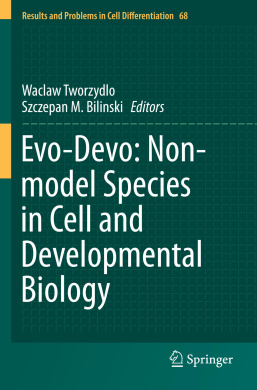 Results and Problems in Cell Differentiation 68
Waclaw Tworzydlo
Szczepan M. Bilinski Editors
Evo-Devo: Non-
model Species
in Cell and
Developmental
Biology
Springer